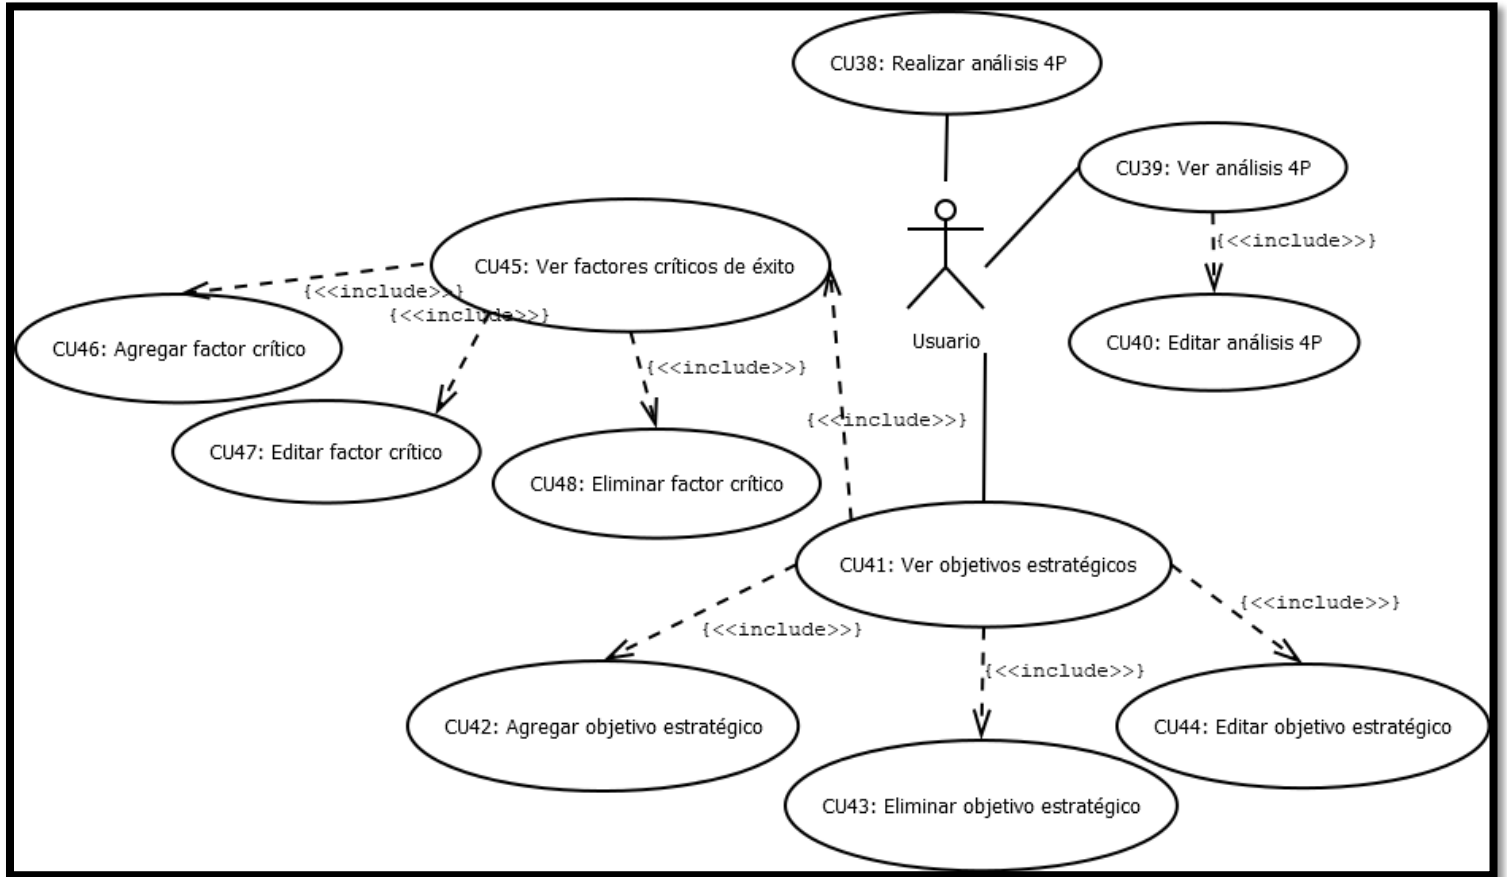 CU38: Realizar análisis 4P
CU39: Ver análisis 4P
{<<include>>}
CU45: Ver factores críticos de éxito
{<<include>>}
{<<include>>}
CU46: Agregar factor crítico
Usuario
CU40: Editar análisis 4P
{<<include>>}
{<<include>>}
CU47: Editar factor crítico
CU48: Eliminar factor crítico
CU41: Ver objetivos estratégicos
{<<include>>}
{<<include>>}
{<<include>>}
CU42: Agregar objetivo estratégico
CU44: Editar objetivo estratégico
CU43: Eliminar objetivo estratégico